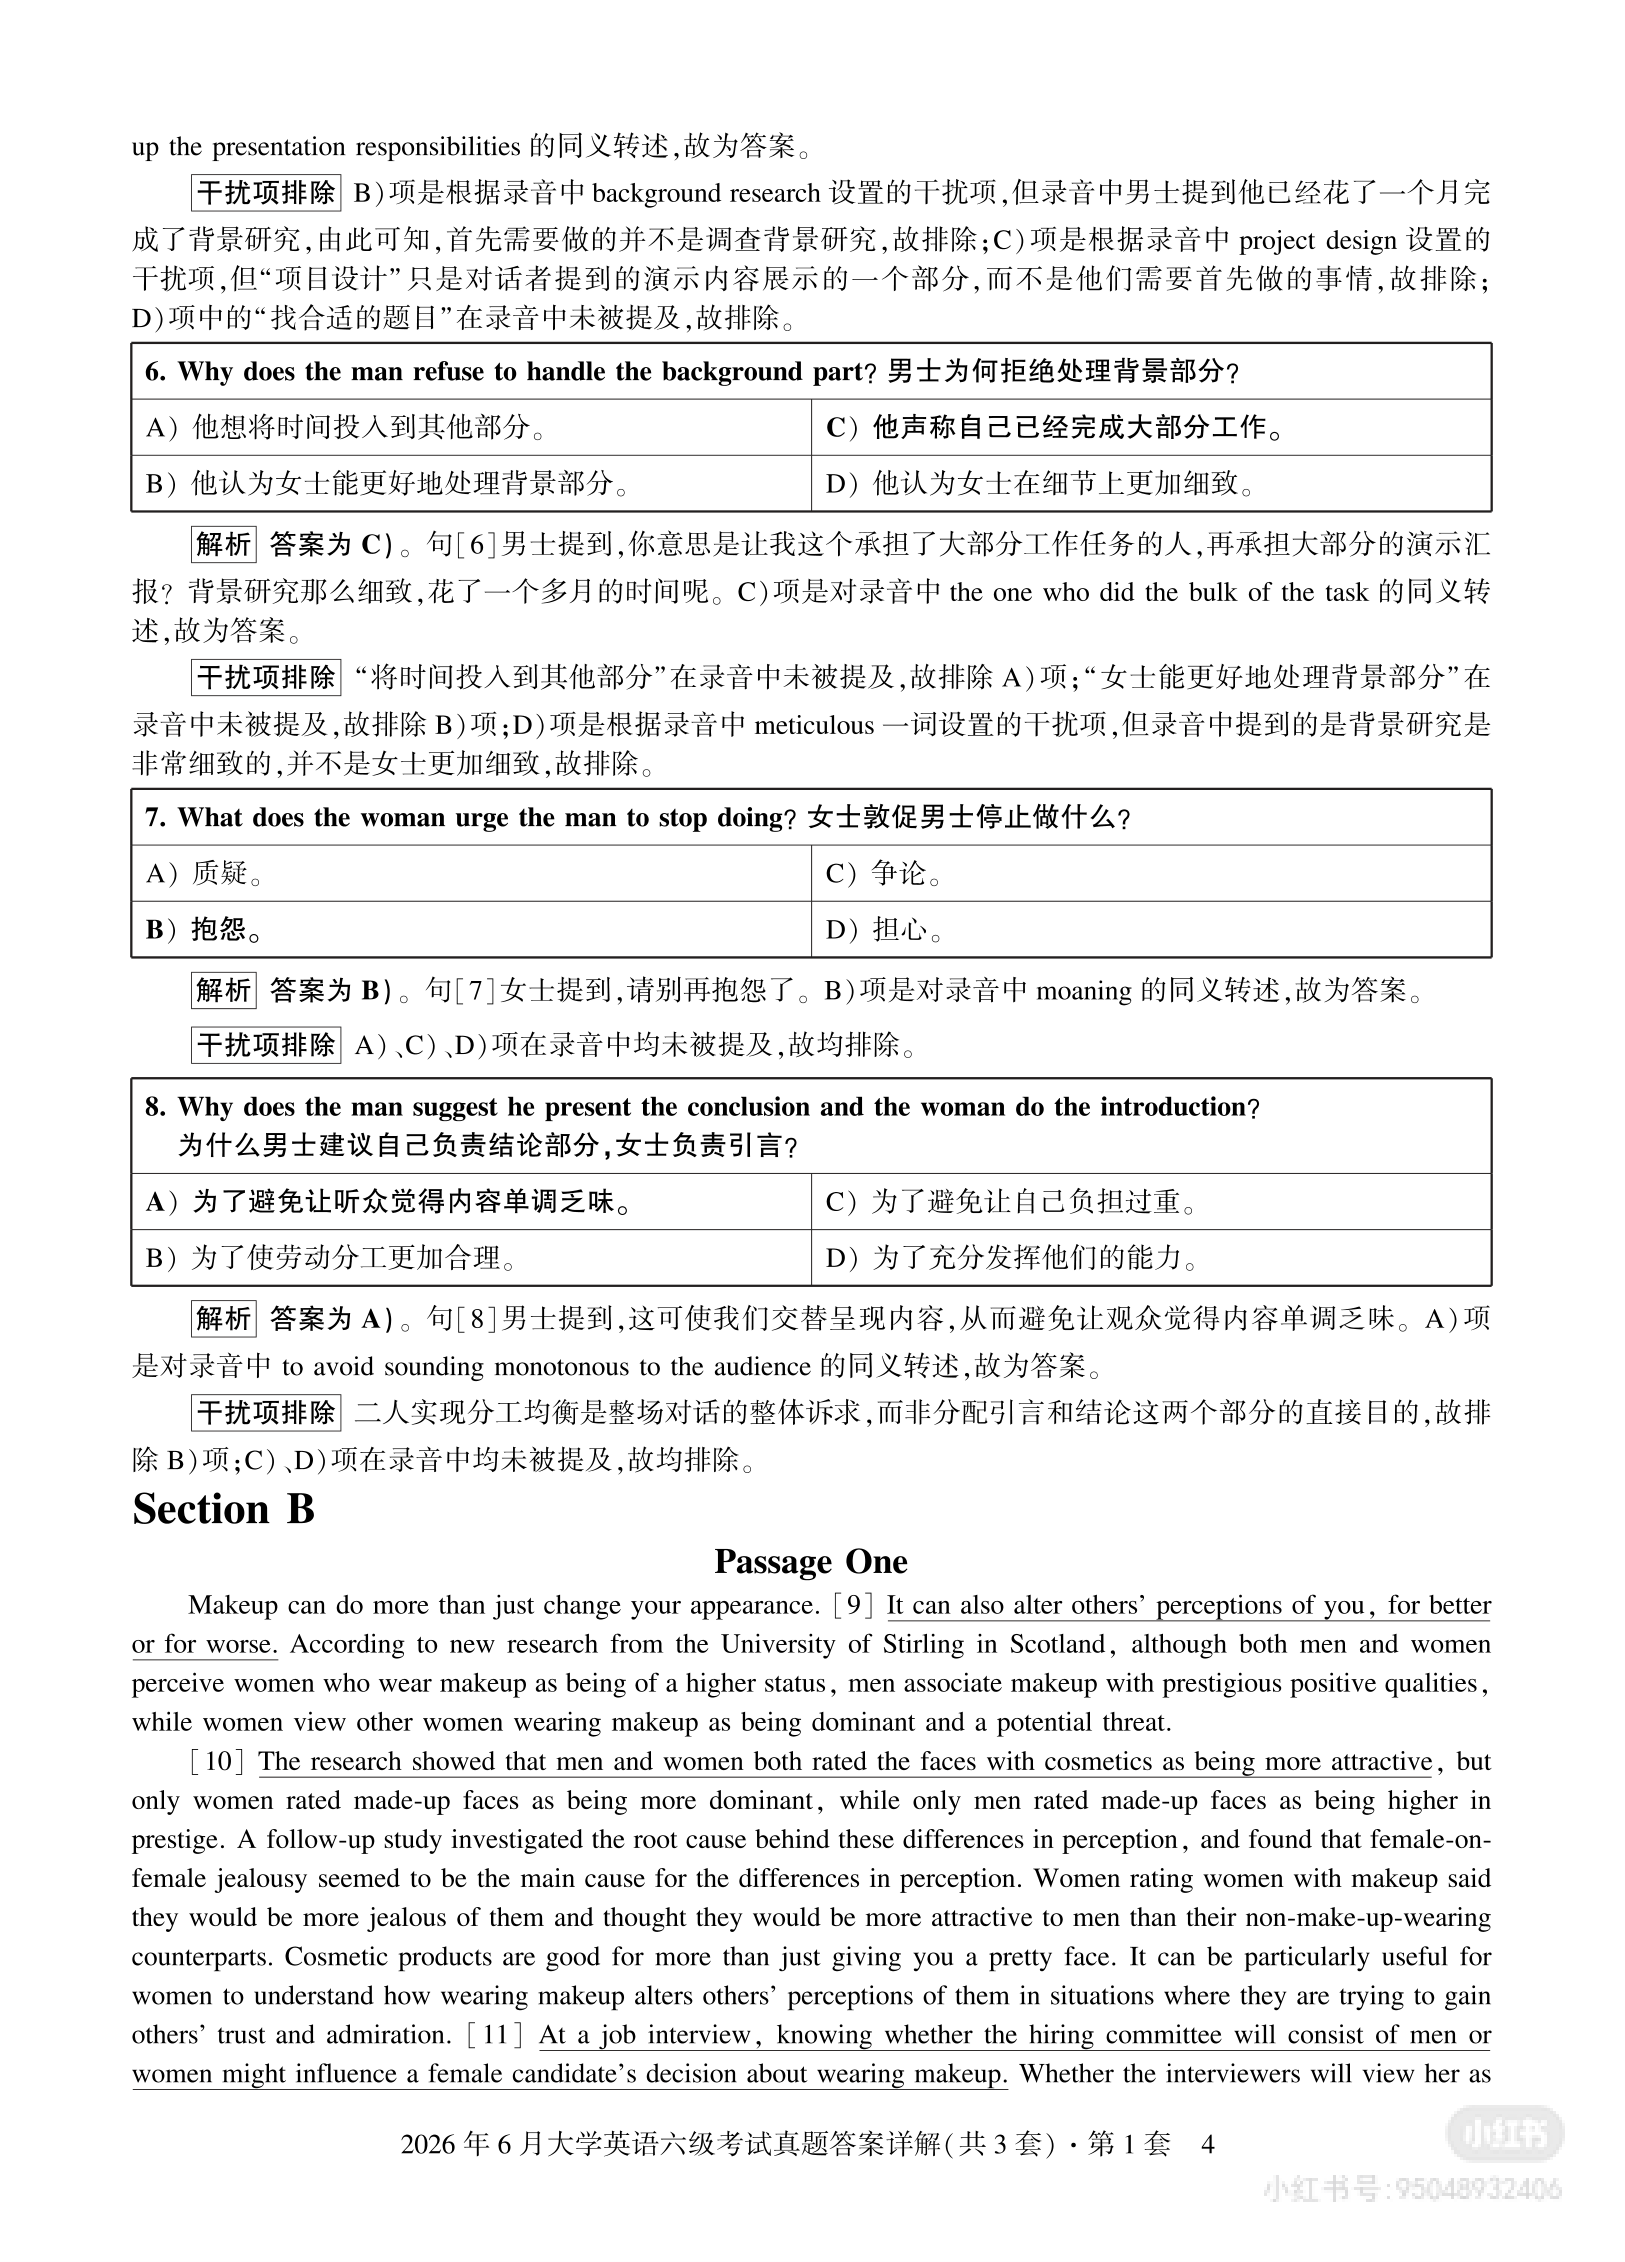 up the presentation responsibilities 的同义转述,故为答案。
干扰项排除 B)项是根据录音中 background research 设置的干扰项,但录音中男士提到他已经花了一个月完
成了背景研究,由此可知,首先需要做的并不是调查背景研究,故排除;C)项是根据录音中 project design 设置的
干扰项,但“项目设计”只是对话者提到的演示内容展示的一个部分,而不是他们需要首先做的事情,故排除;
D)项中的“找合适的题目”在录音中未被提及,故排除。
6. Why does the man refuse to handle the background part? 男士为何拒绝处理背景部分?
A) 他想将时间投入到其他部分。
C) 他声称自己已经完成大部分工作。
B) 他认为女士能更好地处理背景部分。
D) 他认为女士在细节上更加细致。
解析 答案为 C)。句[6]男士提到,你意思是让我这个承担了大部分工作任务的人,再承担大部分的演示汇
报? 背景研究那么细致,花了一个多月的时间呢。C)项是对录音中 the one who did the bulk of the task 的同义转
述,故为答案。
干扰项排除 “将时间投入到其他部分”在录音中未被提及,故排除 A)项;“女士能更好地处理背景部分”在
录音中未被提及,故排除 B)项;D)项是根据录音中 meticulous 一词设置的干扰项,但录音中提到的是背景研究是
非常细致的,并不是女士更加细致,故排除。
7. What does the woman urge the man to stop doing? 女士敦促男士停止做什么?
A) 质疑。
C) 争论。
B) 抱怨。
D) 担心。
解析 答案为 B)。句[7]女士提到,请别再抱怨了。B)项是对录音中 moaning 的同义转述,故为答案。
干扰项排除 A)、C)、D)项在录音中均未被提及,故均排除。
8. Why does the man suggest he present the conclusion and the woman do the introduction?
为什么男士建议自己负责结论部分,女士负责引言?
A) 为了避免让听众觉得内容单调乏味。
C) 为了避免让自己负担过重。
B) 为了使劳动分工更加合理。
D) 为了充分发挥他们的能力。
解析 答案为 A)。句[8]男士提到,这可使我们交替呈现内容,从而避免让观众觉得内容单调乏味。A)项
是对录音中 to avoid sounding monotonous to the audience 的同义转述,故为答案。
干扰项排除 二人实现分工均衡是整场对话的整体诉求,而非分配引言和结论这两个部分的直接目的,故排
除 B)项;C)、D)项在录音中均未被提及,故均排除。
Section B
Passage One
Makeup can do more than just change your appearance. [9] It can also alter others’ perceptions of you, for better
or for worse. According to new research from the University of Stirling in Scotland, although both men and women
perceive women who wear makeup as being of a higher status, men associate makeup with prestigious positive qualities,
while women view other women wearing makeup as being dominant and a potential threat.
[10] The research showed that men and women both rated the faces with cosmetics as being more attractive, but
only women rated made-up faces as being more dominant, while only men rated made-up faces as being higher in
prestige. A follow-up study investigated the root cause behind these differences in perception, and found that female-on-
female jealousy seemed to be the main cause for the differences in perception. Women rating women with makeup said
they would be more jealous of them and thought they would be more attractive to men than their non-make-up-wearing
counterparts. Cosmetic products are good for more than just giving you a pretty face. It can be particularly useful for
women to understand how wearing makeup alters others’ perceptions of them in situations where they are trying to gain
others’ trust and admiration. [11] At a job interview, knowing whether the hiring committee will consist of men or
women might influence a female candidate’s decision about wearing makeup. Whether the interviewers will view her as
2026 年 6 月大学英语六级考试真题答案详解(共 3 套)·第 1 套 4
小红书
小红书号:95048932406